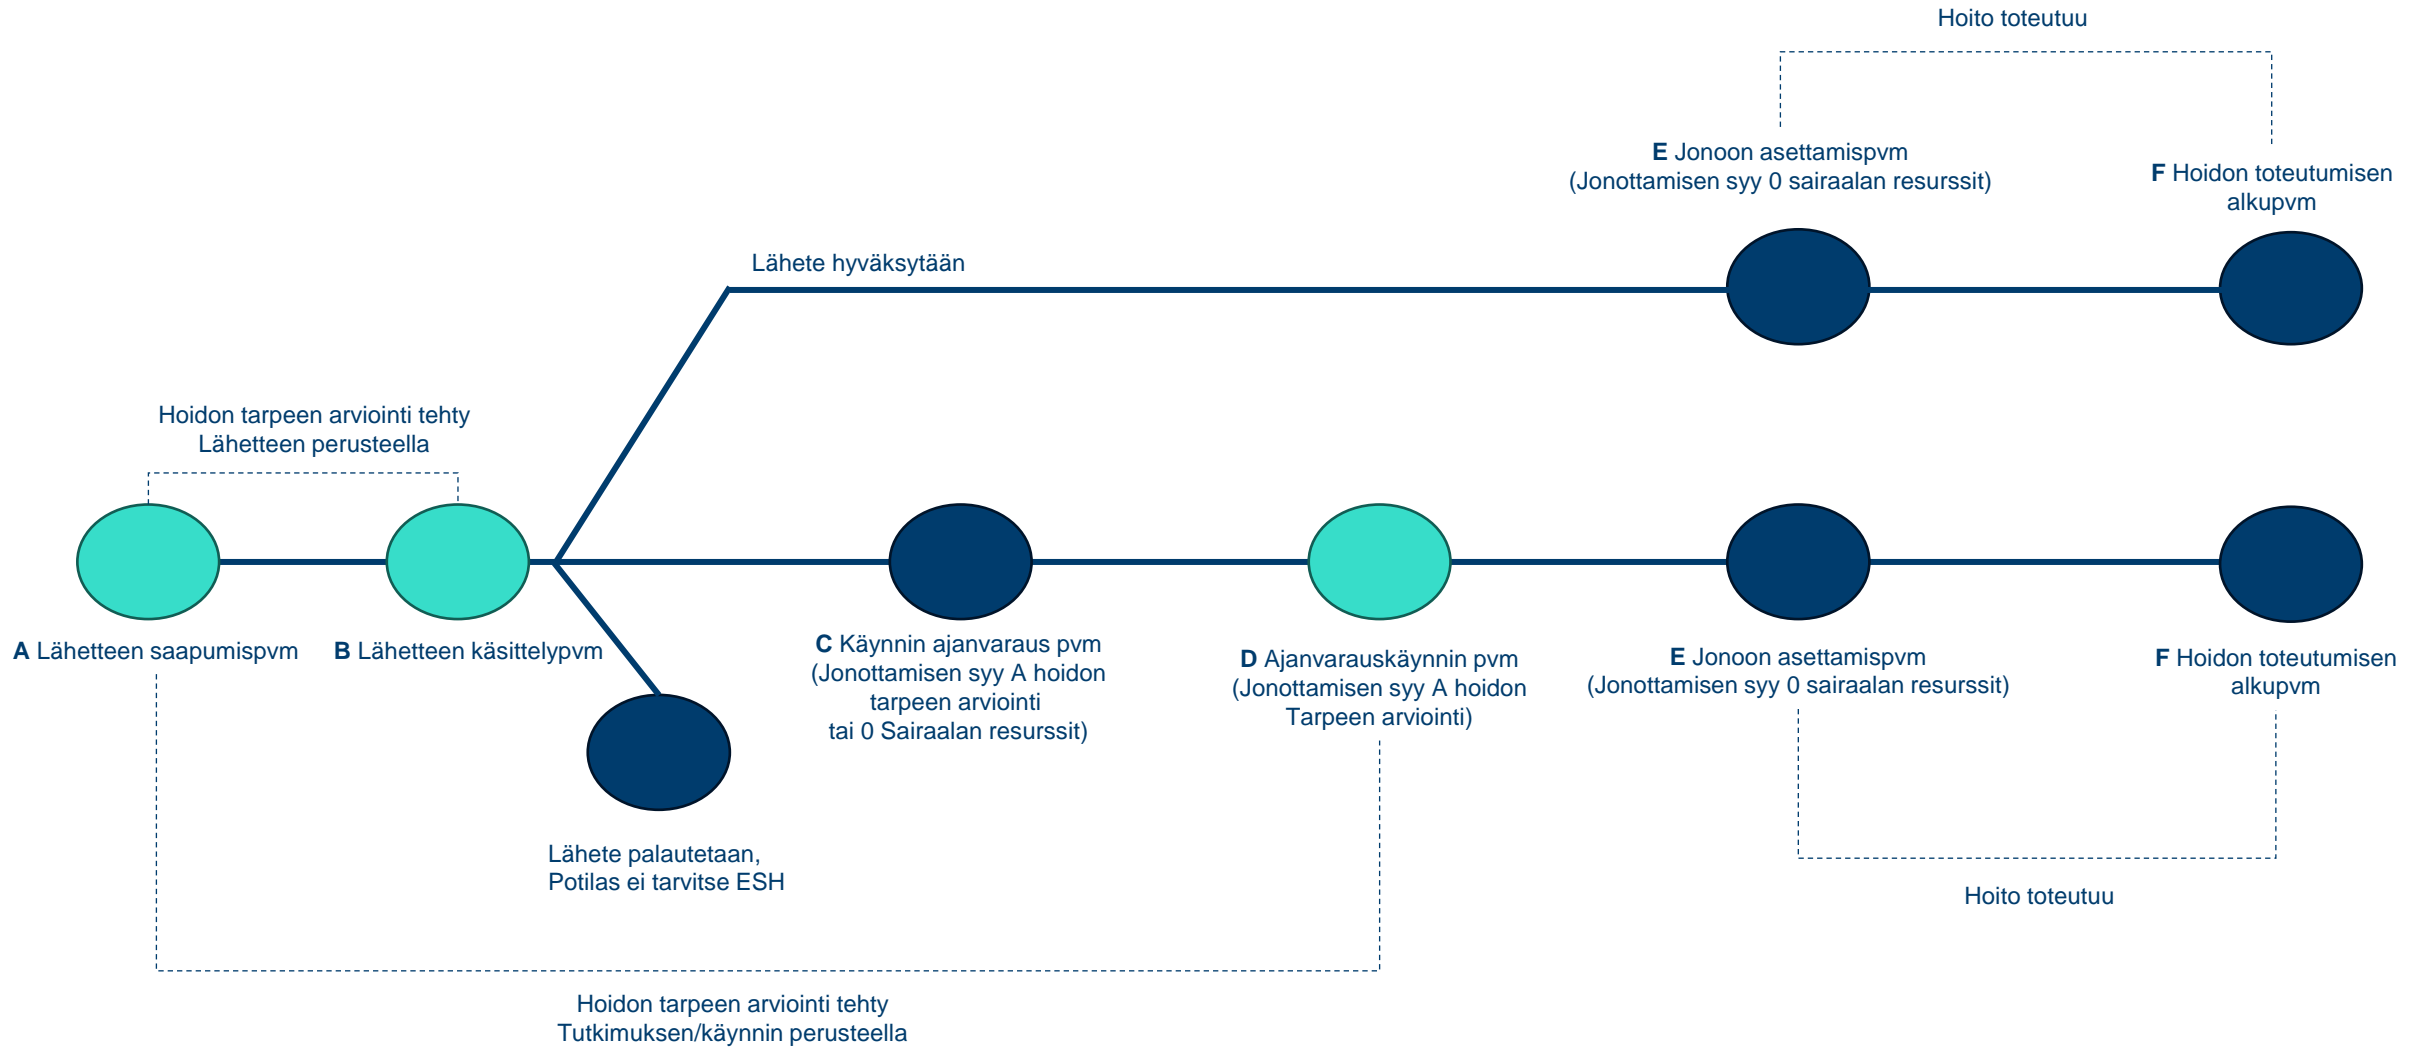 Hoito toteutuu
E Jonoon asettamispvm
(Jonottamisen syy 0 sairaalan resurssit)
F Hoidon toteutumisen
alkupvm
Lähete hyväksytään
Hoidon tarpeen arviointi tehty
Lähetteen perusteella
A Lähetteen saapumispvm
B Lähetteen käsittelypvm
C Käynnin ajanvaraus pvm
(Jonottamisen syy A hoidon
tarpeen arviointi
tai 0 Sairaalan resurssit)
D Ajanvarauskäynnin pvm
(Jonottamisen syy A hoidon
Tarpeen arviointi)
E Jonoon asettamispvm
(Jonottamisen syy 0 sairaalan resurssit)
F Hoidon toteutumisen
alkupvm
Lähete palautetaan,
Potilas ei tarvitse ESH
Hoito toteutuu
Hoidon tarpeen arviointi tehty
Tutkimuksen/käynnin perusteella